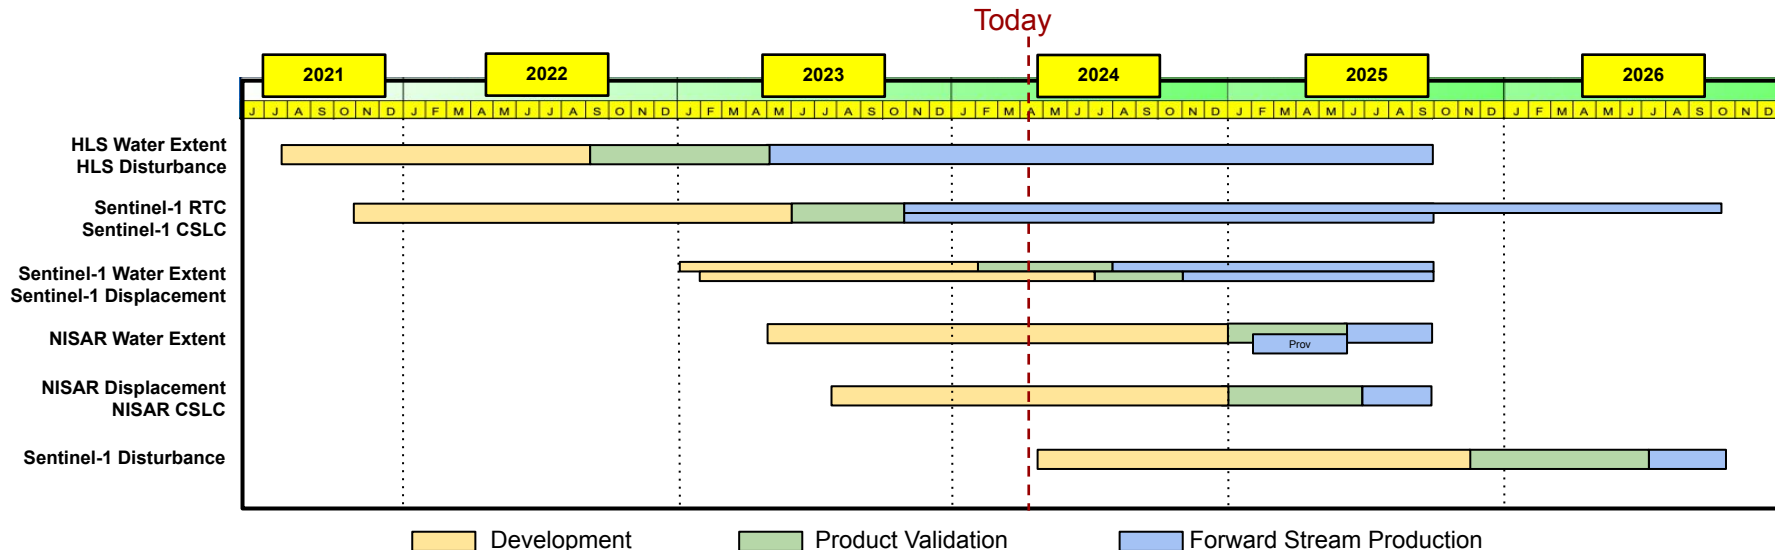 Today
2021 2022 2023 2024 2025 2026
J J A S O N D J F M A M J J A S O N D J F M A M J J A S O N D J F M A M J J A S O N D J F M A M J J A S O N D J F M A M J J A S O N D
HLS Water Extent
HLS Disturbance
Sentinel-1 RTC
Sentinel-1 CSLC
Sentinel-1 Water Extent
Sentinel-1 Displacement
NISAR Water Extent
Prov
NISAR Displacement
NISAR CSLC
Sentinel-1 Disturbance
Development Product Validation Forward Stream Production